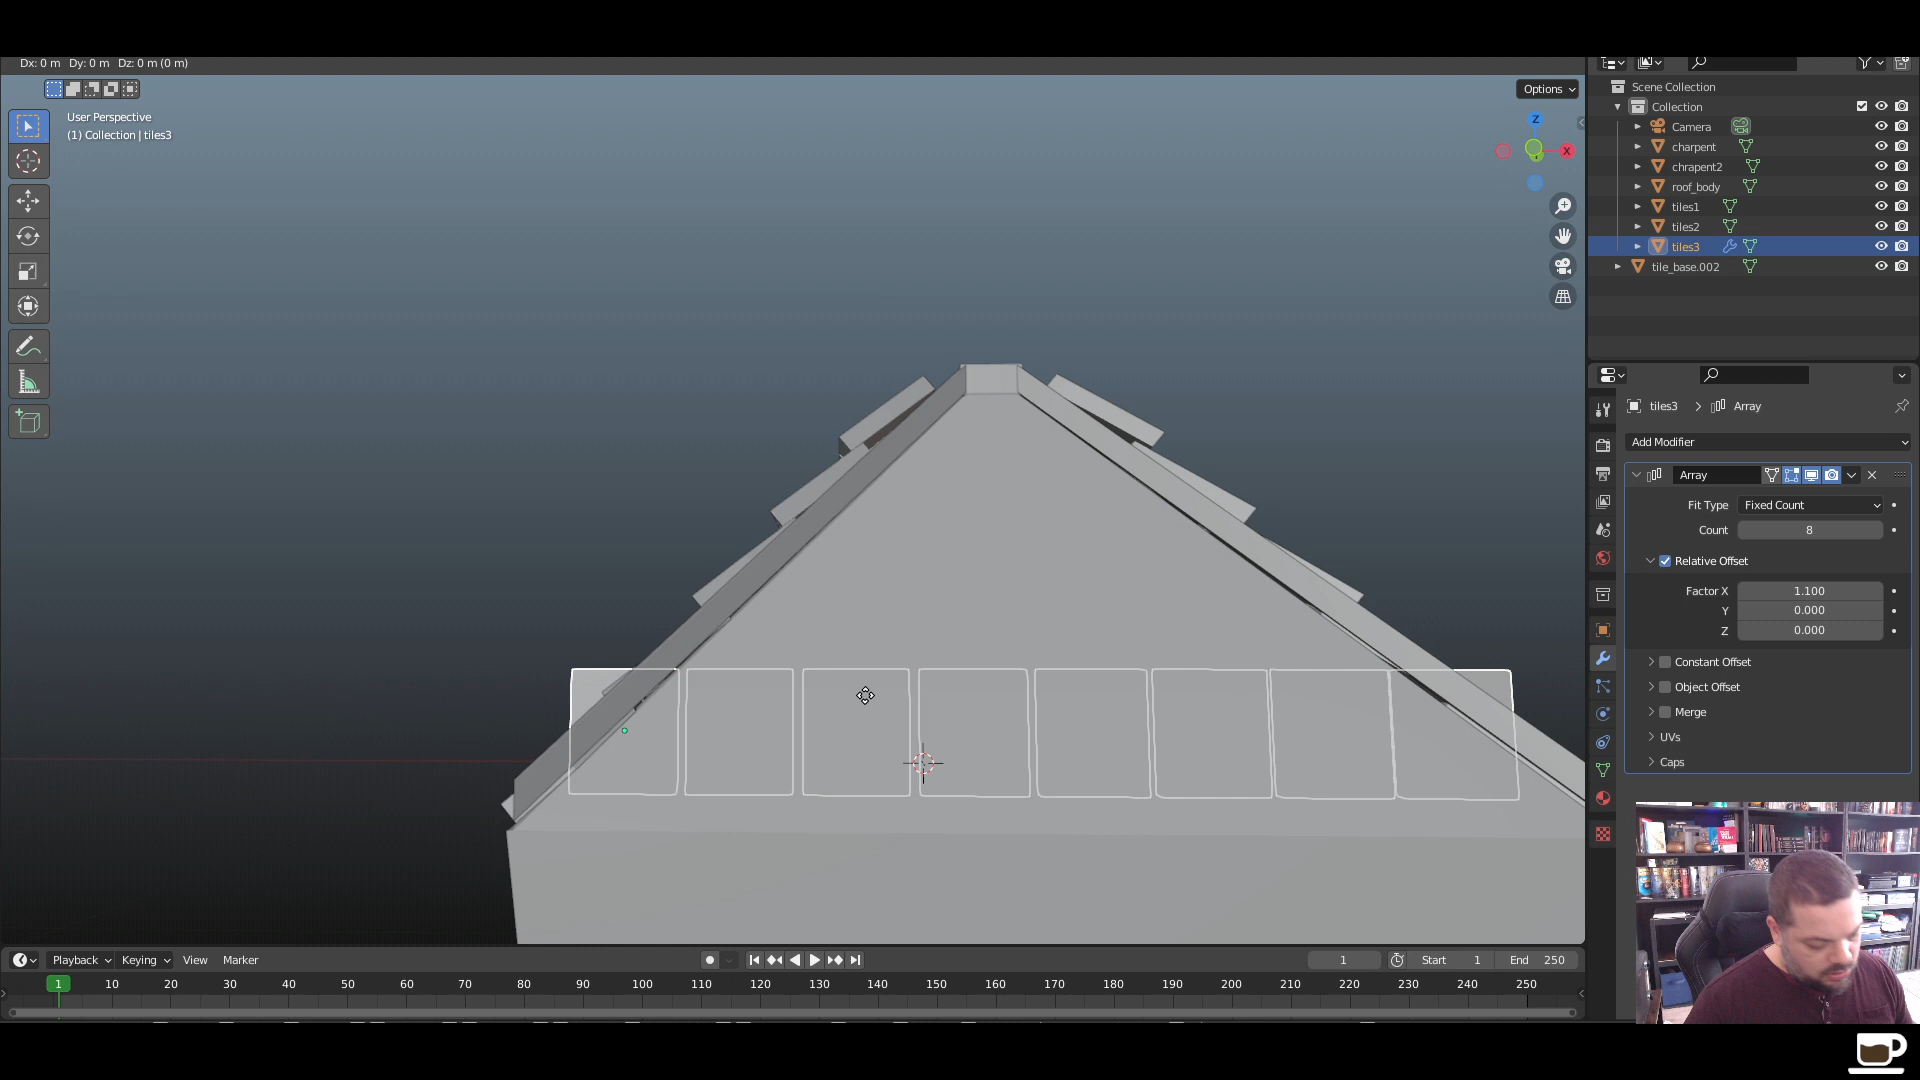 Dx: 0 m Dy: 0 m Dz: 0 m (0 m)
Options
User Perspective
(1) Collection | tiles3
Z
X
Scene Collection
Collection
Camera
charpent
chrapent2
roof_body
tiles1
tiles2
tiles3
tile_base.002
tiles3 > Array
Add Modifier
Array
Fit Type Fixed Count
Count 8
Relative Offset
Factor X 1.100
Y 0.000
Z 0.000
Constant Offset
Object Offset
Merge
UVs
Caps
Playback Keying View Marker 1 Start 1 End 250
1 10 20 30 40 50 60 70 80 90 100 110 120 130 140 150 160 170 180 190 200 210 220 230 240 250